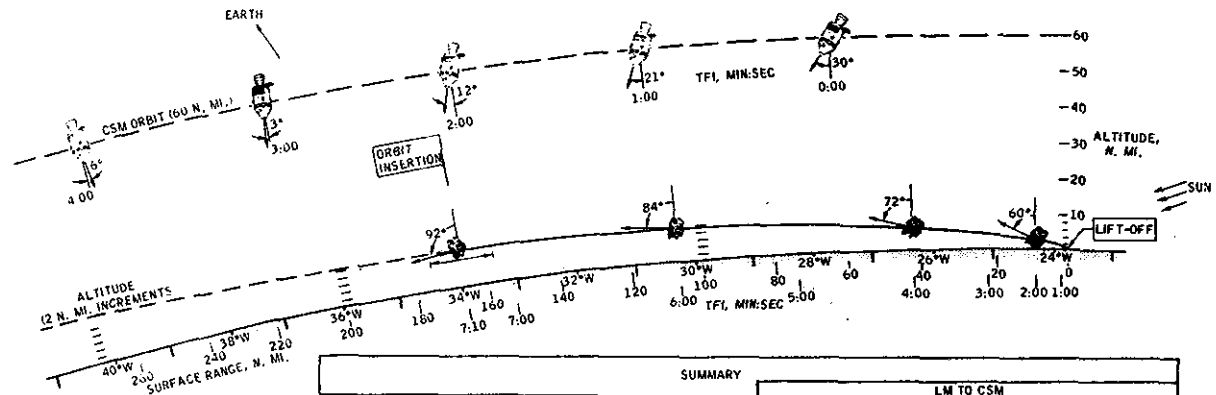 EARTH
CSM ORBIT (60 N. MI.)
6°
4 00
3°
3:00
12°
2:00
21°
1:00
TFI, MIN:SEC
30°
0:00
60
50
40
30
20
10
ALTITUDE,
N. MI.
SUN
ORBIT
INSERTION
92°
84°
72°
60°
LIFT-OFF
ALTITUDE
(2 N. MI. INCREMENTS
40°W
38°W
36°W
34°W
32°W
30°W
28°W
26°W
24°W
260
240
220
200
180
160
140
120
100
80
60
40
20
0
SURFACE RANGE, N. MI.
7:10
7:00
6:00
TFI, MIN:SEC
5:00
4:00
3:00
2:00
1:00
SUMMARY
LM TO CSM